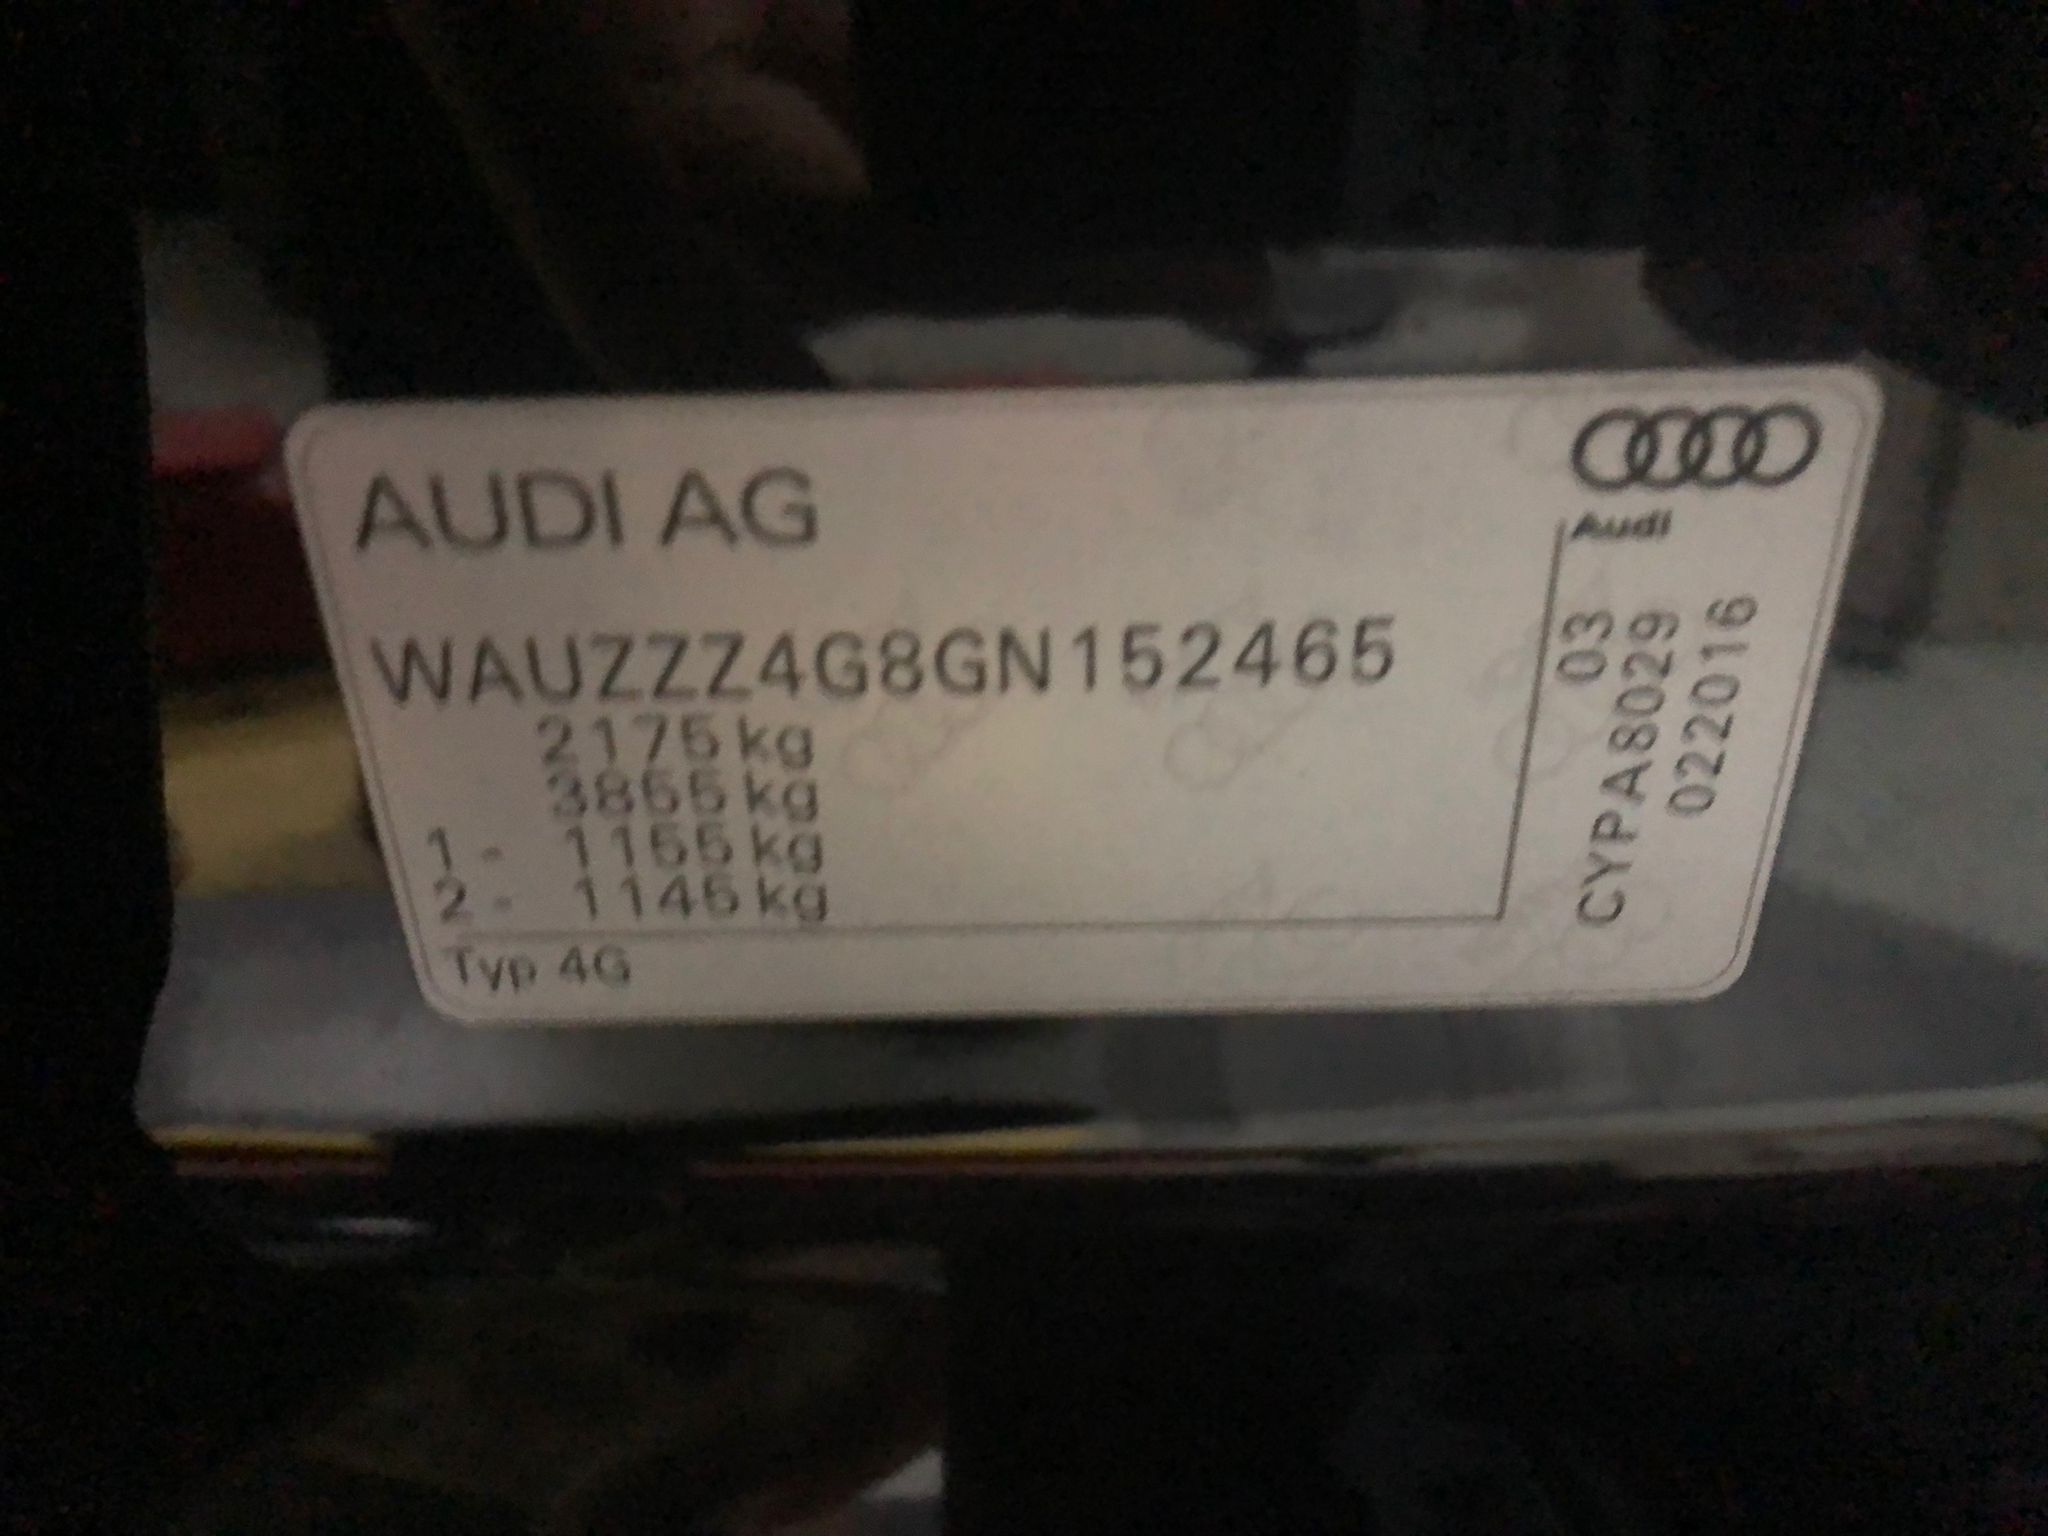 AUDI AG
Audi
WAUZZZ4G8GN152465
2175 kg
3855 kg
1 - 1155 kg
2 - 1145 kg
Typ 4G
03
CYPA8029
022016